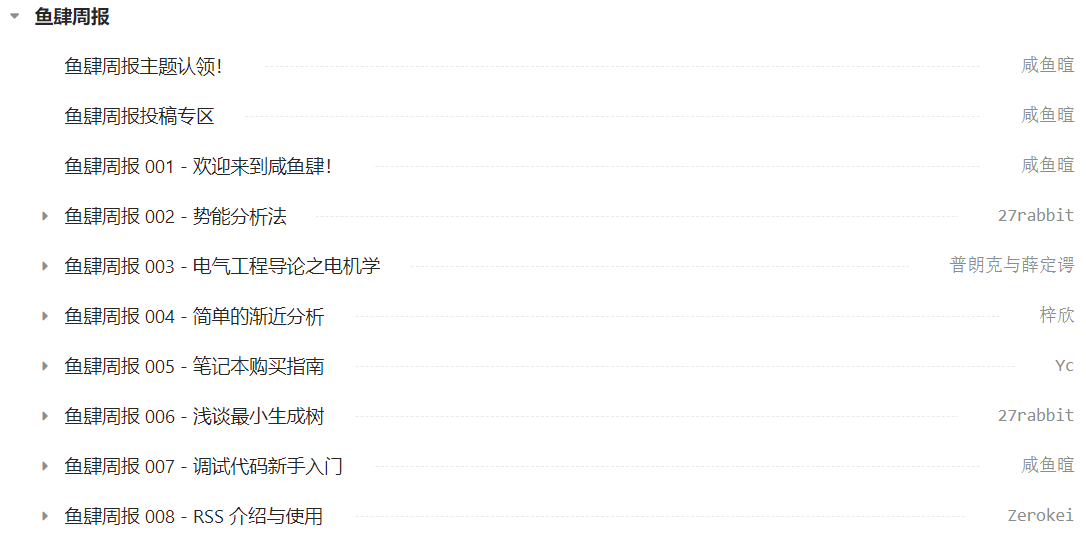 鱼肆周报
鱼肆周报主题认领! 咸鱼暄
鱼肆周报投稿专区 咸鱼暄
鱼肆周报 001 - 欢迎来到咸鱼肆! 咸鱼暄
鱼肆周报 002 - 势能分析法 27rabbit
鱼肆周报 003 - 电气工程导论之电机学 普朗克与薛定谔
鱼肆周报 004 - 简单的渐近分析 梓欣
鱼肆周报 005 - 笔记本购买指南 Yc
鱼肆周报 006 - 浅谈最小生成树 27rabbit
鱼肆周报 007 - 调试代码新手入门 咸鱼暄
鱼肆周报 008 - RSS 介绍与使用 Zerokei